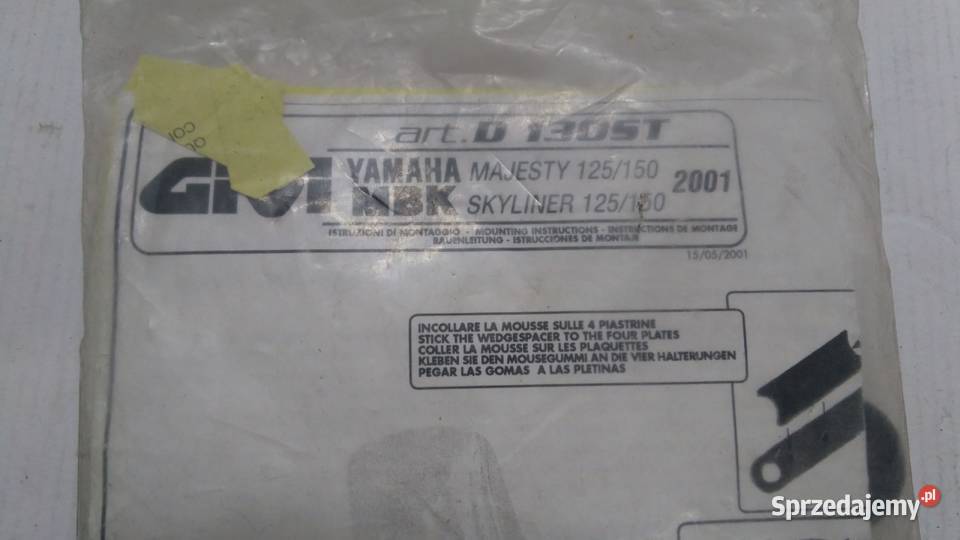 art. D 130ST
GIVI
YAMAHA MAJESTY 125/150
MBK SKYLINER 125/150
2001
ISTRUZIONI DI MONTAGGIO - MOUNTING INSTRUCTIONS - INSTRUCTIONS DE MONTAGE
BAUENLEITUNG - ISTRUCCIONES DE MONTAJE
15/05/2001
INCOLLARE LA MOUSSE SULLE 4 PIASTRINE
STICK THE WEDGESPACER TO THE FOUR PLATES
COLLER LA MOUSSE SUR LES PLAQUETTES
KLEBEN SIE DEN MOUSEGUMMI AN DIE VIER HALTERUNGEN
PEGAR LAS GOMAS A LAS PLETINAS
Sprzedajemy.pl